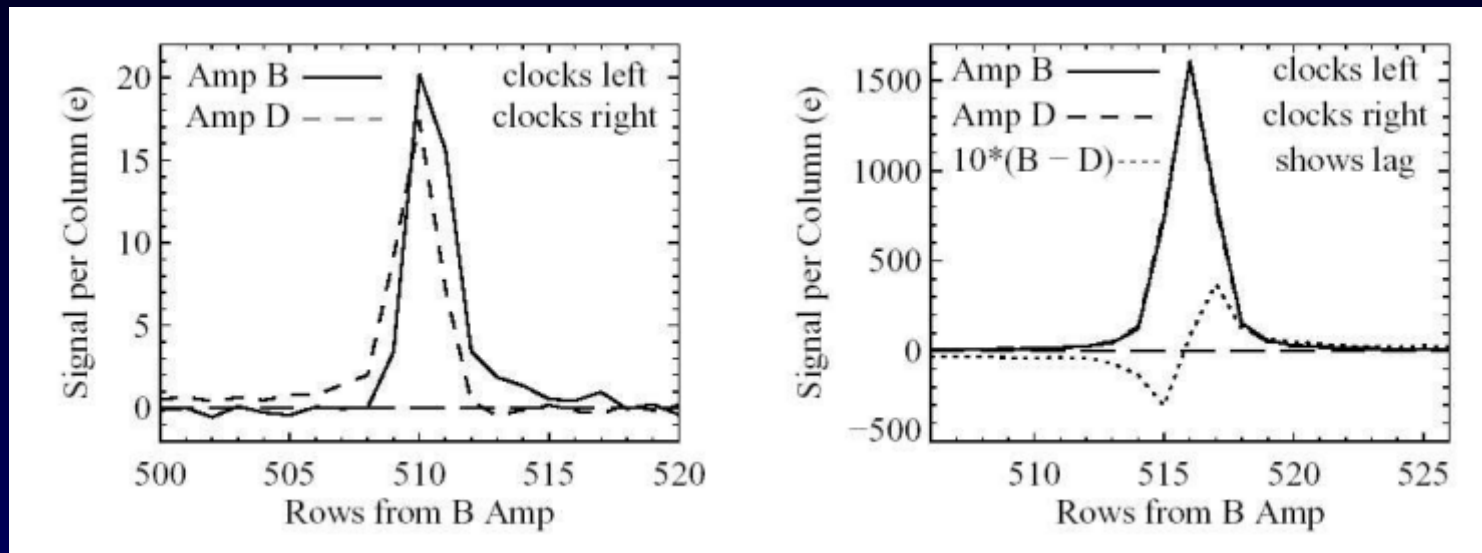 Signal per Column (e)
20
15
10
5
0
Amp B clocks left
Amp D clocks right
500 505 510 515 520
Rows from B Amp
Signal per Column (e)
1500
1000
500
0
−500
Amp B clocks left
Amp D clocks right
10*(B − D) shows lag
510 515 520 525
Rows from B Amp